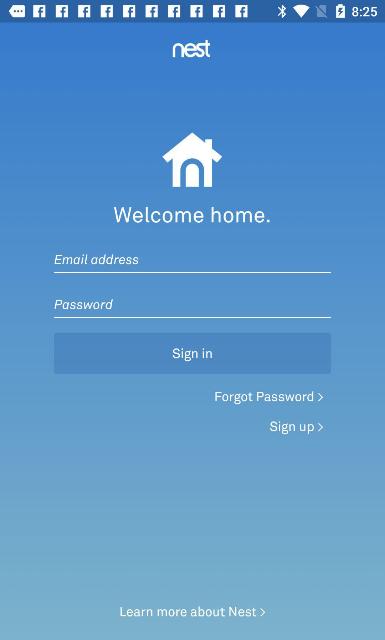 8:25
nest
Welcome home.
Email address
Password
Sign in
Forgot Password >
Sign up >
Learn more about Nest >